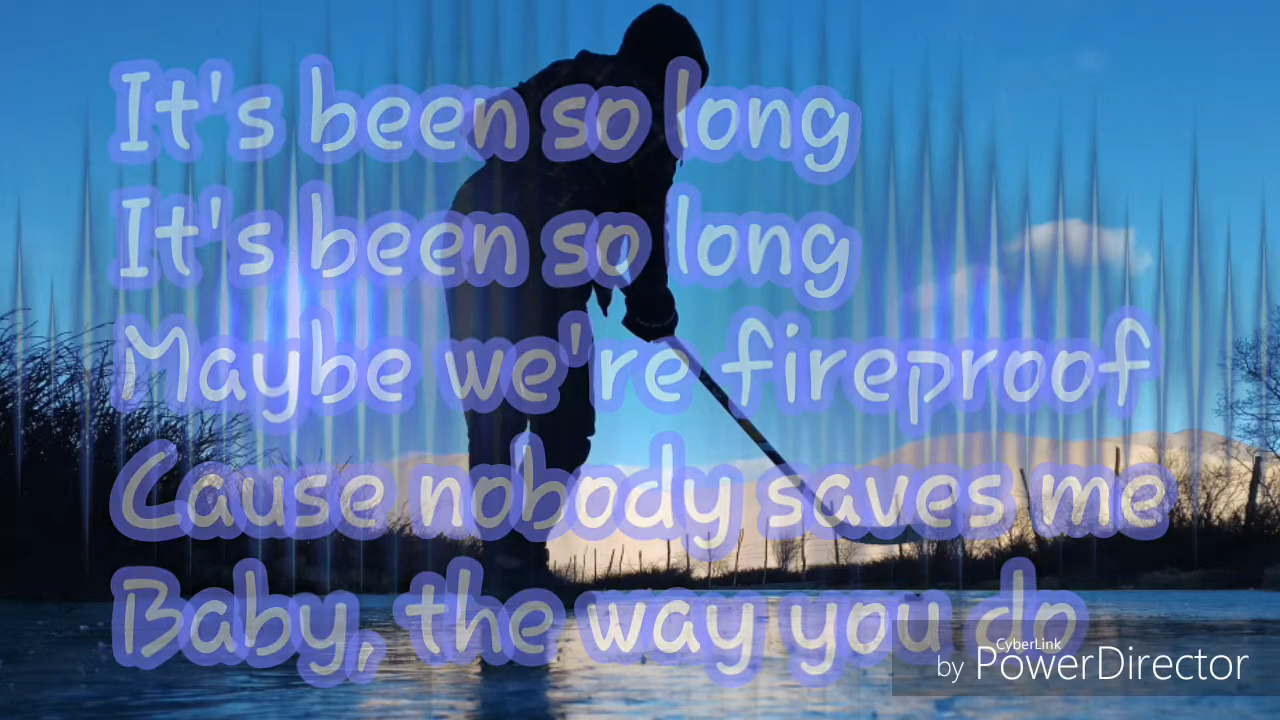 It's been so long
It's been so long
Maybe we're fireproof
Cause nobody saves me
Baby, the way you do
by CyberLink PowerDirector